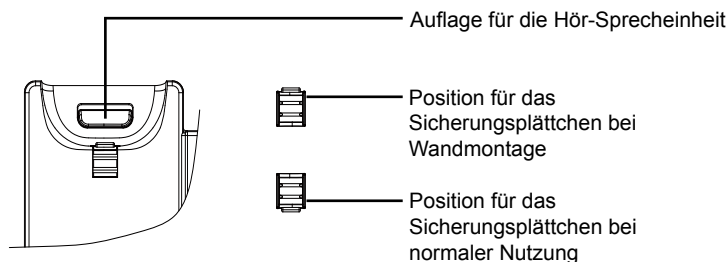 Auflage für die Hör-Sprecheinheit
Position für das
Sicherungsplättchen bei
Wandmontage
Position für das
Sicherungsplättchen bei
normaler Nutzung